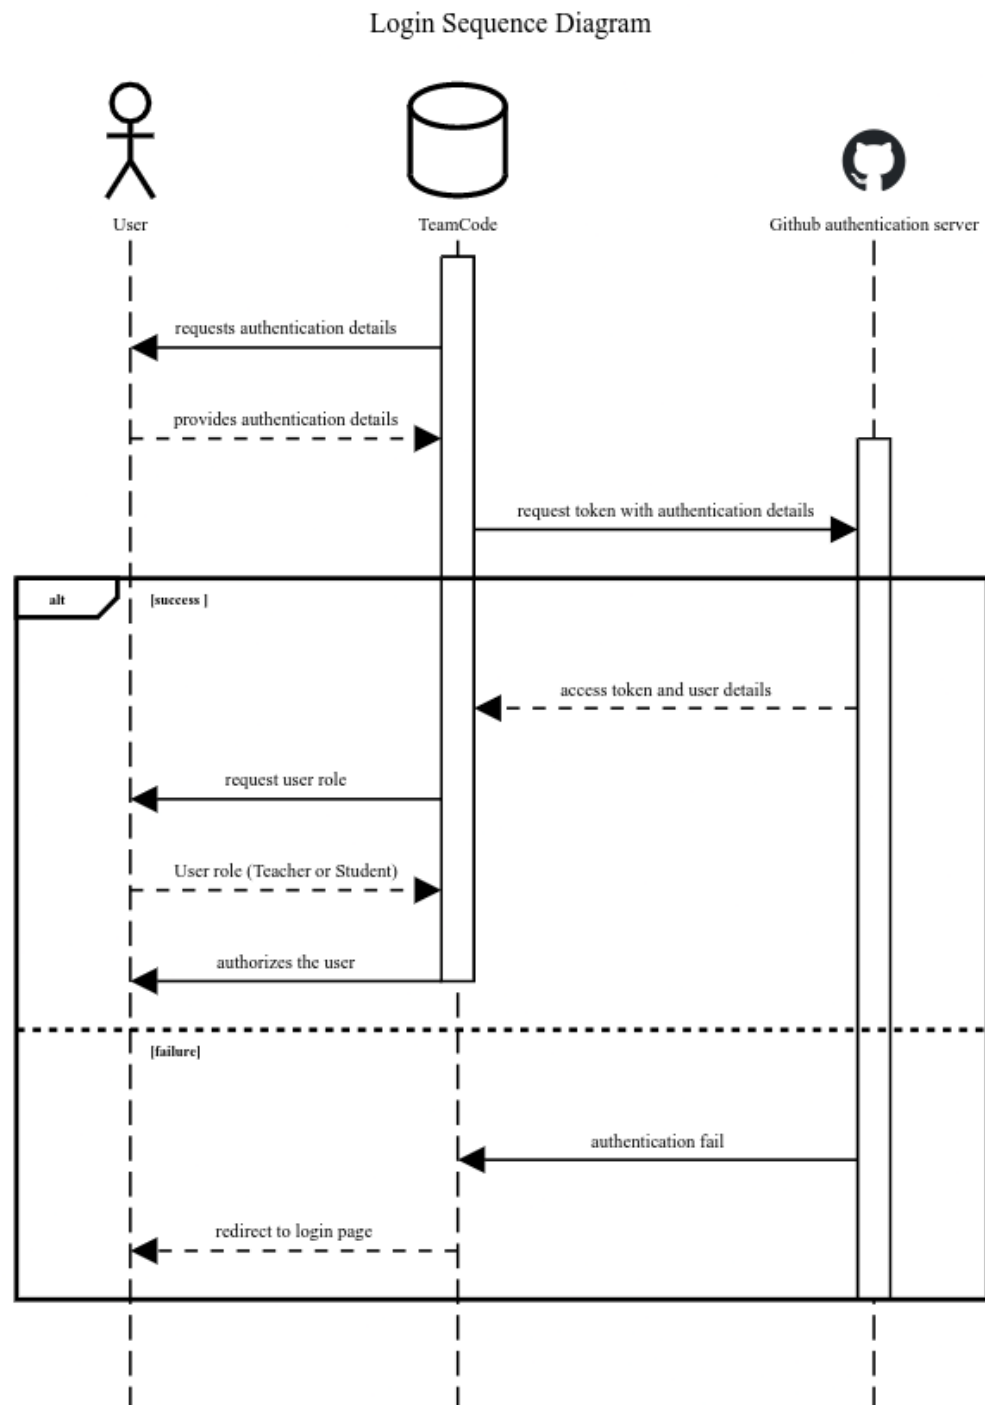 Login Sequence Diagram
User
TeamCode
Github authentication server
requests authentication details
provides authentication details
request token with authentication details
alt
[success ]
access token and user details
request user role
User role (Teacher or Student)
authorizes the user
[failure]
authentication fail
redirect to login page